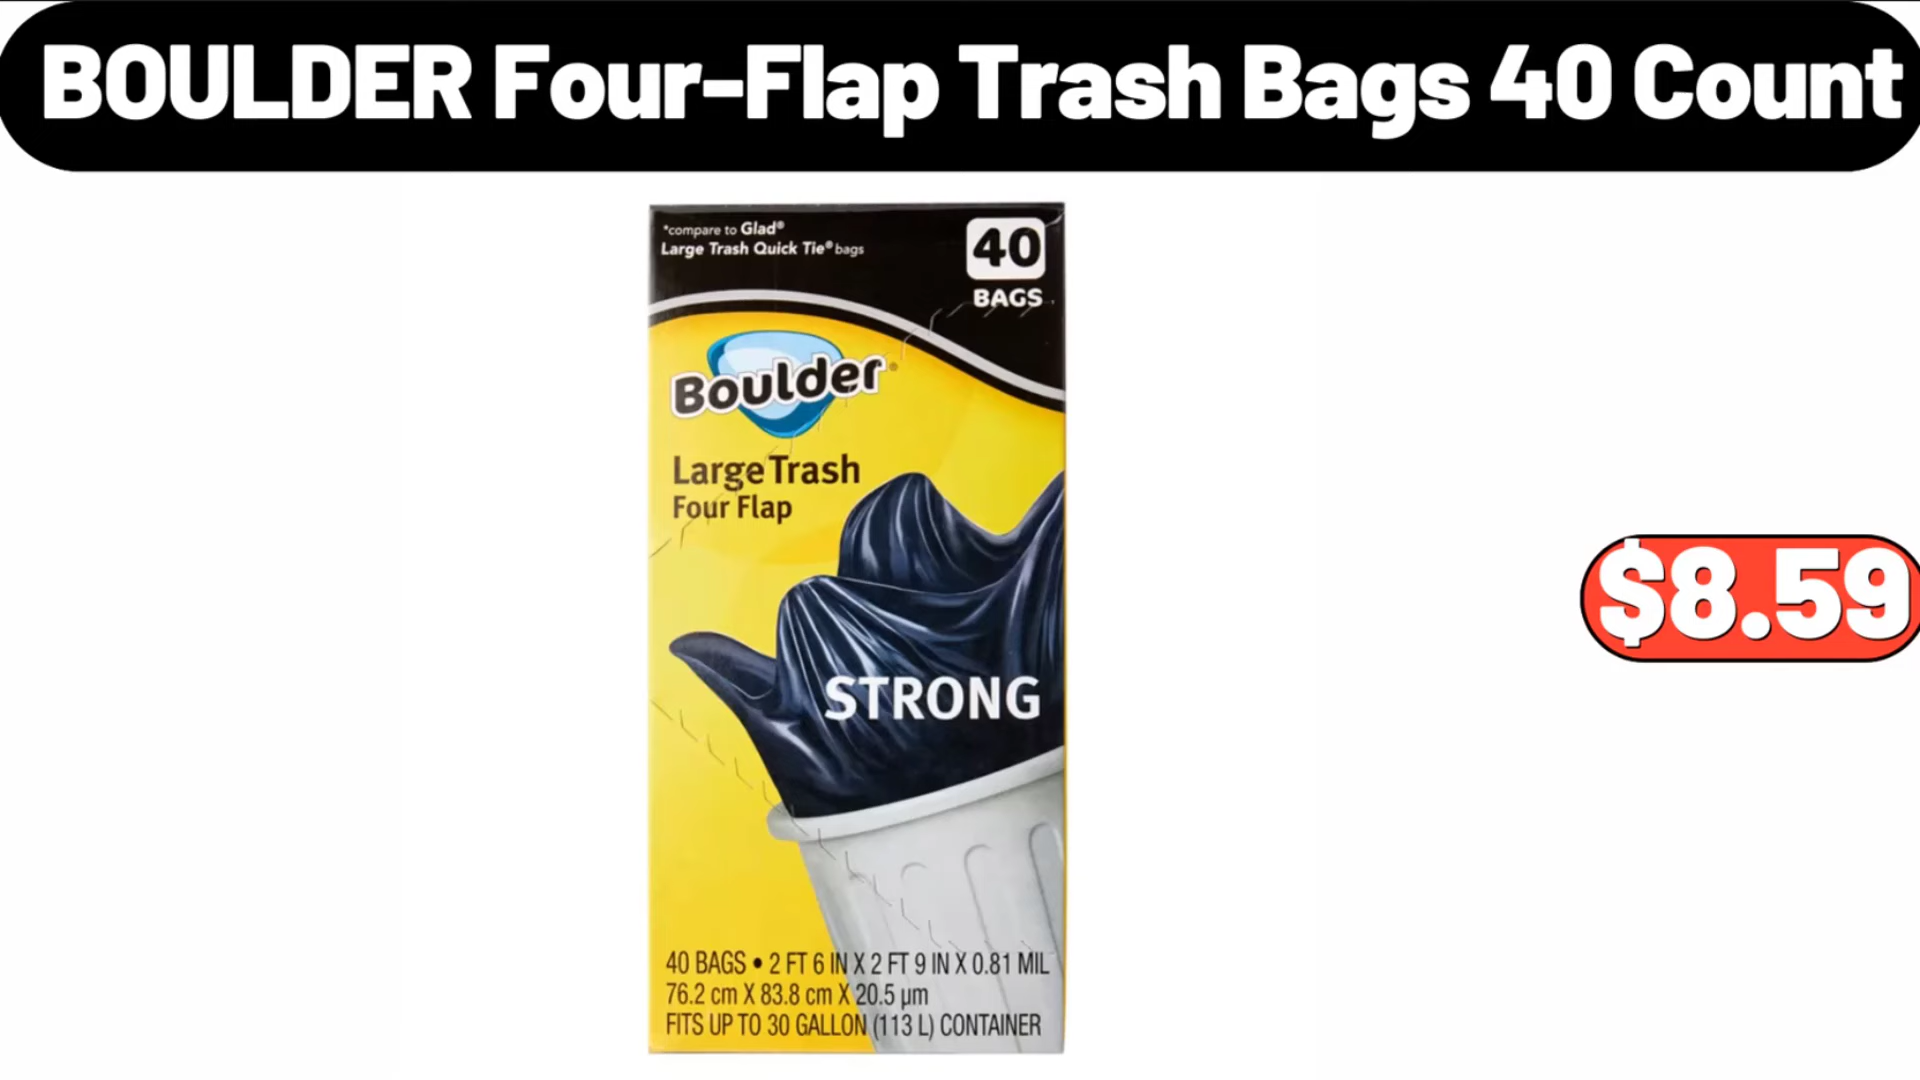 BOULDER Four-Flap Trash Bags 40 Count
*compare to Glad®
Large Trash Quick Tie® bags
40
BAGS
Boulder®
Large Trash
Four Flap
STRONG
40 BAGS • 2 FT 6 IN X 2 FT 9 IN X 0.81 MIL
76.2 cm X 83.8 cm X 20.5 µm
FITS UP TO 30 GALLON (113 L) CONTAINER
$8.59